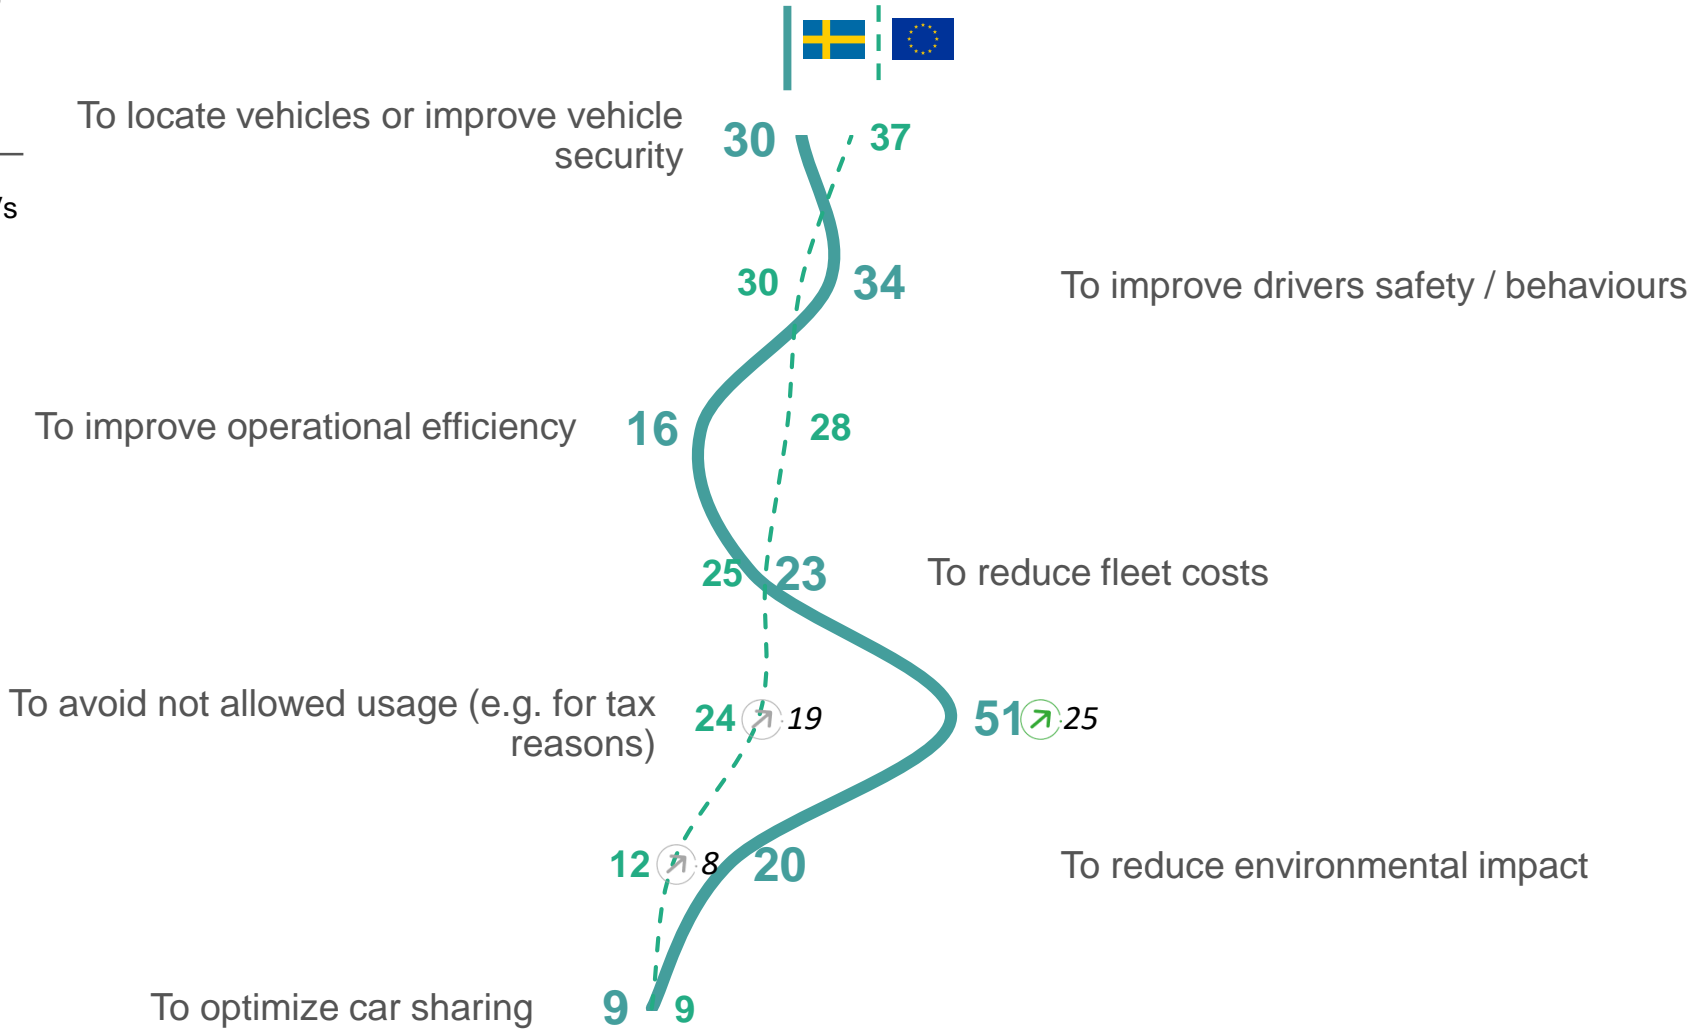 To locate vehicles or improve vehicle
security
30
37
/s
30
34
To improve drivers safety / behaviours
To improve operational efficiency
16
28
25
23
To reduce fleet costs
To avoid not allowed usage (e.g. for tax
reasons)
24
19
51
25
12
8
20
To reduce environmental impact
To optimize car sharing
9
9